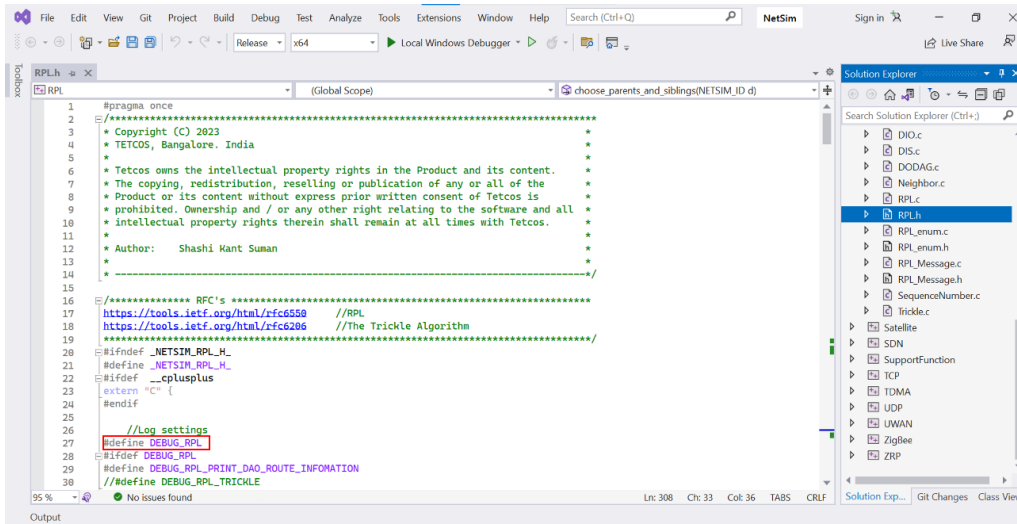 File Edit View Git Project Build Debug Test Analyze Tools Extensions Window Help Search (Ctrl+Q) NetSim Sign in
Release x64 Local Windows Debugger Live Share
Toolbox
RPL.h
RPL (Global Scope) choose_parents_and_siblings(NETSIM_ID d)
1 #pragma once
2 /************************************************************************************
3 * Copyright (C) 2023 *
4 * TETCOS, Bangalore. India *
5 * *
6 * Tetcos owns the intellectual property rights in the Product and its content. *
7 * The copying, redistribution, reselling or publication of any or all of the *
8 * Product or its content without express prior written consent of Tetcos is *
9 * prohibited. Ownership and / or any other right relating to the software and all *
10 * intellectual property rights therein shall remain at all times with Tetcos. *
11 * *
12 * Author: Shashi Kant Suman *
13 * *
14 * ---------------------------------------------------------------------------------*/
15
16 /************** RFC's ***************************************************************
17 https://tools.ietf.org/html/rfc6550 //RPL
18 https://tools.ietf.org/html/rfc6206 //The Trickle Algorithm
19 ************************************************************************************/
20 #ifndef _NETSIM_RPL_H_
21 #define _NETSIM_RPL_H_
22 #ifdef __cplusplus
23 extern "C" {
24 #endif
25
26 //Log settings
27 #define DEBUG_RPL
28 #ifdef DEBUG_RPL
29 #define DEBUG_RPL_PRINT_DAO_ROUTE_INFOMATION
30 //#define DEBUG_RPL_TRICKLE
95 % No issues found Ln: 308 Ch: 33 Col: 36 TABS CRLF
Output
Solution Explorer
Search Solution Explorer (Ctrl+;)
DIO.c
DIS.c
DODAG.c
Neighbor.c
RPL.c
RPL.h
RPL_enum.c
RPL_enum.h
RPL_Message.c
RPL_Message.h
SequenceNumber.c
Trickle.c
Satellite
SDN
SupportFunction
TCP
TDMA
UDP
UWAN
ZigBee
ZRP
Solution Exp... Git Changes Class View